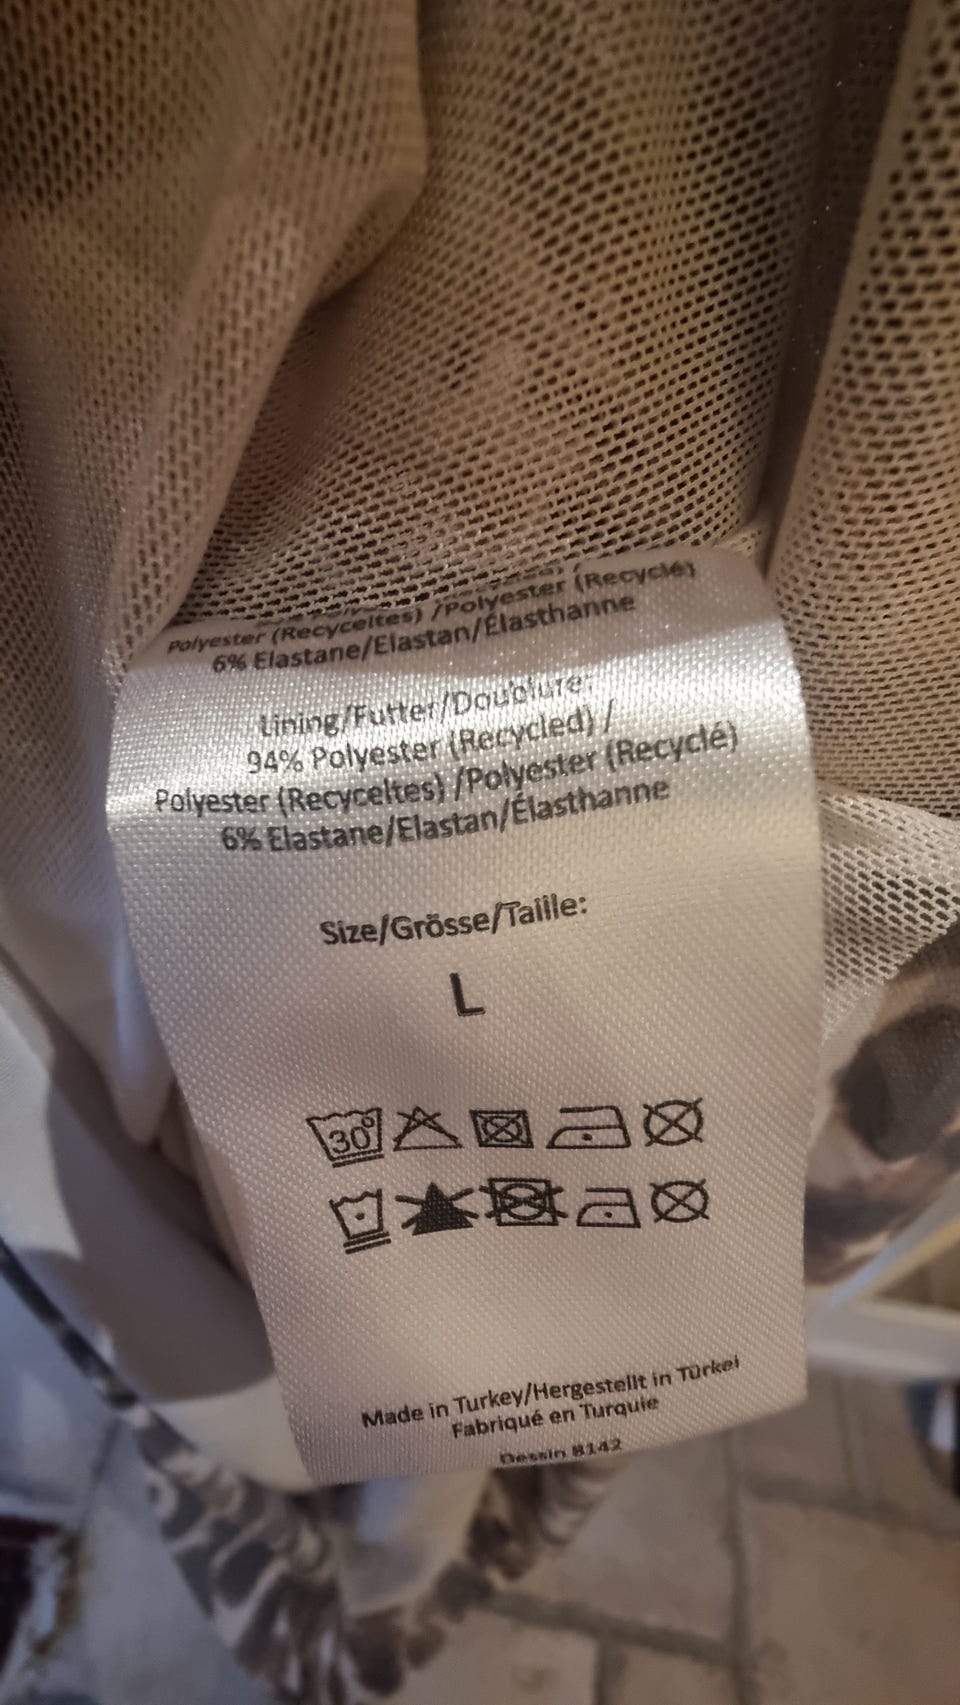 Polyester (Recyceltes) /Polyester (Recyclé)
6% Elastane/Elastan/Élasthanne
Lining/Futter/Doublure:
94% Polyester (Recycled) /
Polyester (Recyceltes) /Polyester (Recyclé)
6% Elastane/Elastan/Élasthanne
Size/Grösse/Taille:
L
30°
Made in Turkey/Hergestellt in Türkei
Fabriqué en Turquie
Dessin 8142